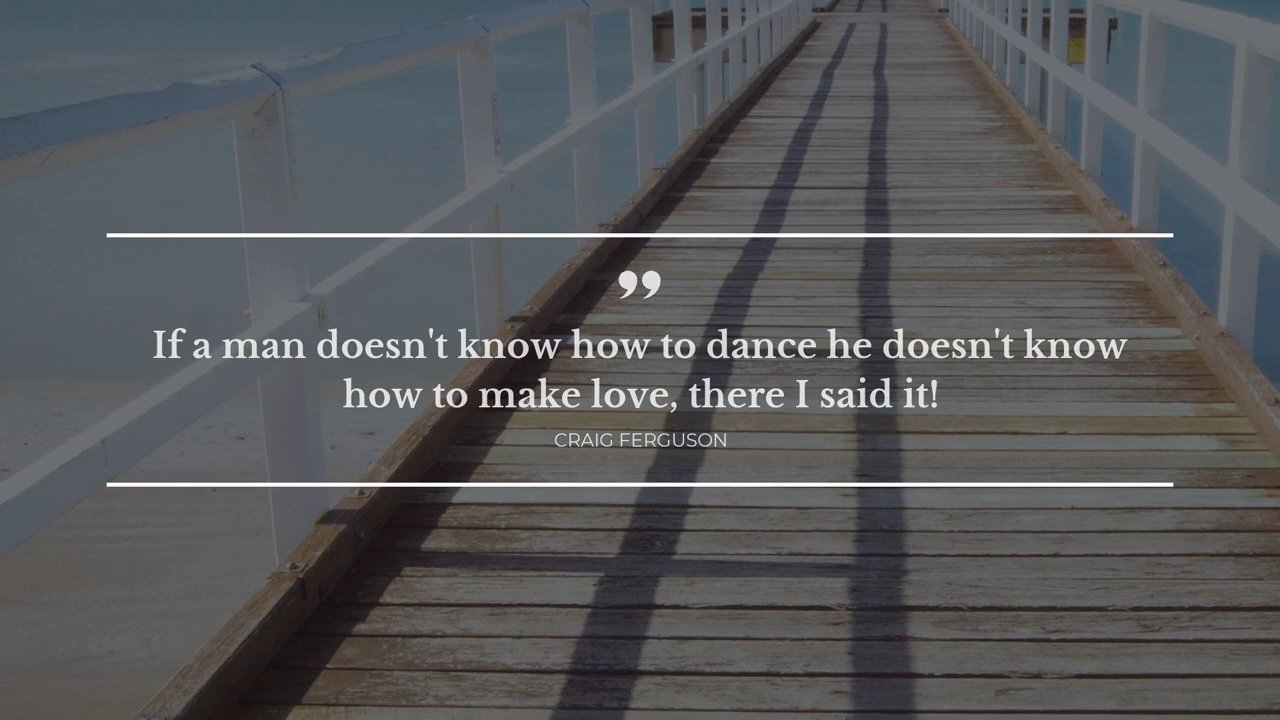 ”
If a man doesn't know how to dance he doesn't know
how to make love, there I said it!
CRAIG FERGUSON